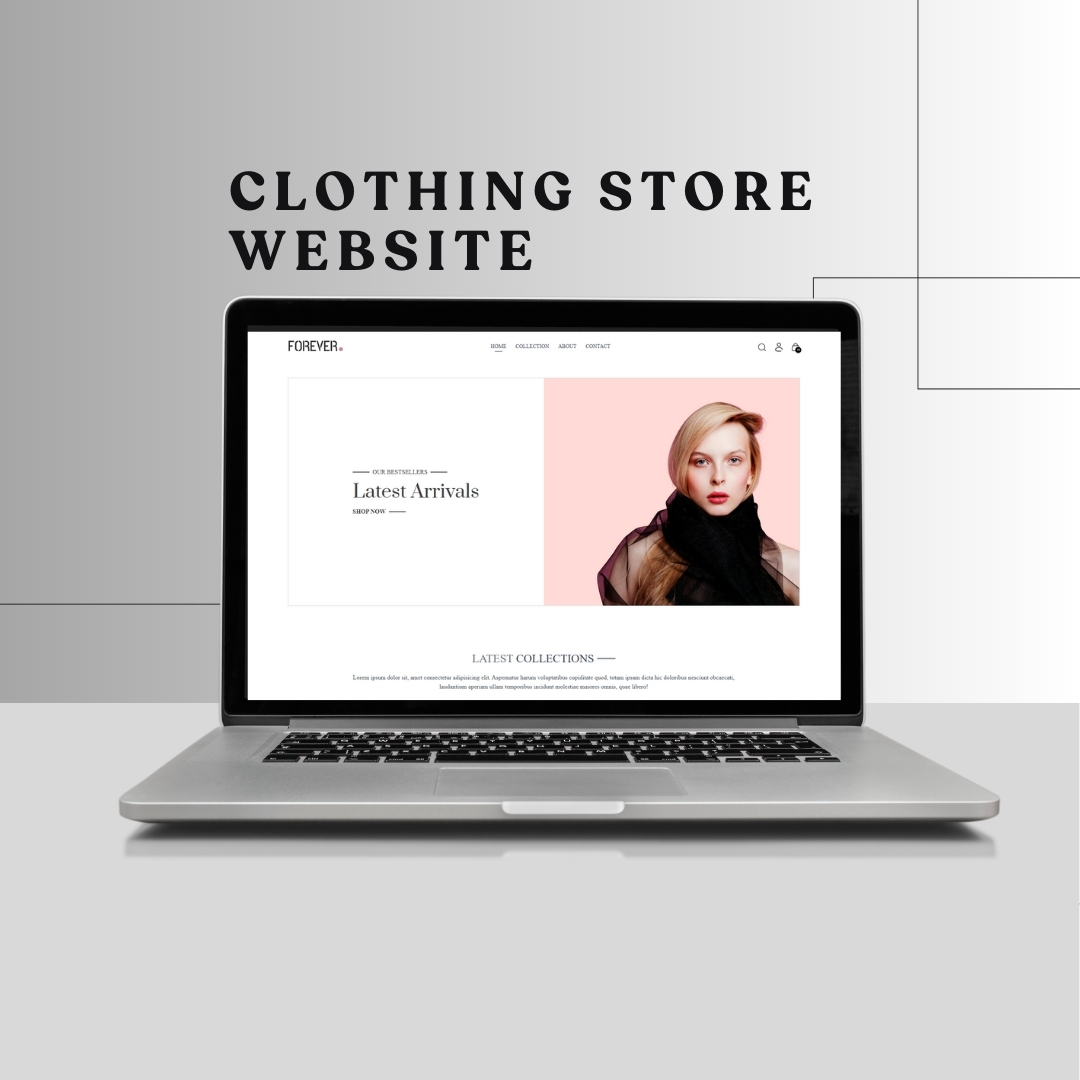 CLOTHING STORE
WEBSITE
FOREVER.
HOME COLLECTION ABOUT CONTACT
OUR BESTSELLERS
Latest Arrivals
SHOP NOW
LATEST COLLECTIONS
Lorem ipsum dolor sit, amet consectetur adipisicing elit. Aspernatur harum voluptatibus cupiditate quod, totam ipsum dicta hic doloribus nesciunt obcaecati,
laudantium aperiam ullam temporibus incidunt molestiae maiores omnis, quae libero!